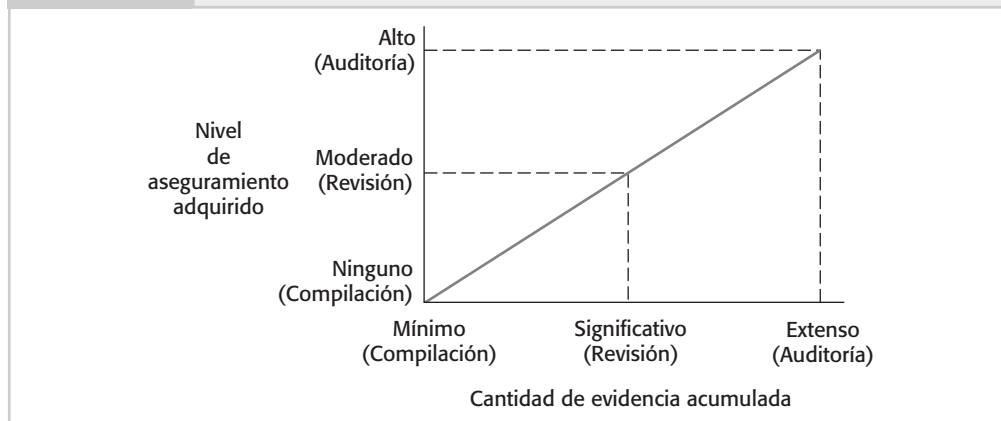 Alto
(Auditoría)
Nivel
de
aseguramiento
adquirido
Moderado
(Revisión)
Ninguno
(Compilación)
Mínimo
(Compilación)
Significativo
(Revisión)
Extenso
(Auditoría)
Cantidad de evidencia acumulada